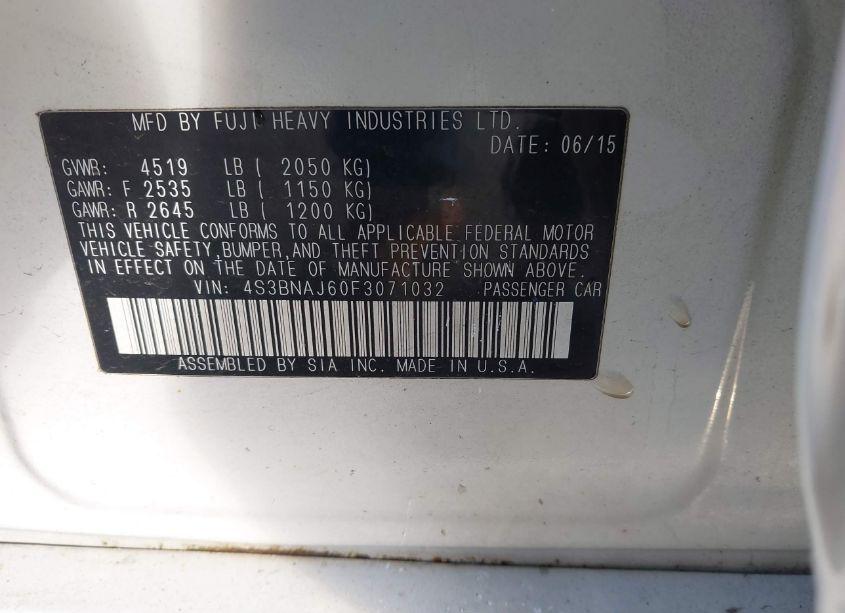 MFD BY FUJI HEAVY INDUSTRIES LTD.
DATE: 06/15
GVWR: 4519 LB ( 2050 KG)
GAWR: F 2535 LB ( 1150 KG)
GAWR: R 2645 LB ( 1200 KG)
THIS VEHICLE CONFORMS TO ALL APPLICABLE FEDERAL MOTOR
VEHICLE SAFETY, BUMPER, AND THEFT PREVENTION STANDARDS
IN EFFECT ON THE DATE OF MANUFACTURE SHOWN ABOVE.
VIN: 4S3BNAJ60F3071032 PASSENGER CAR
ASSEMBLED BY SIA INC. MADE IN U.S.A.